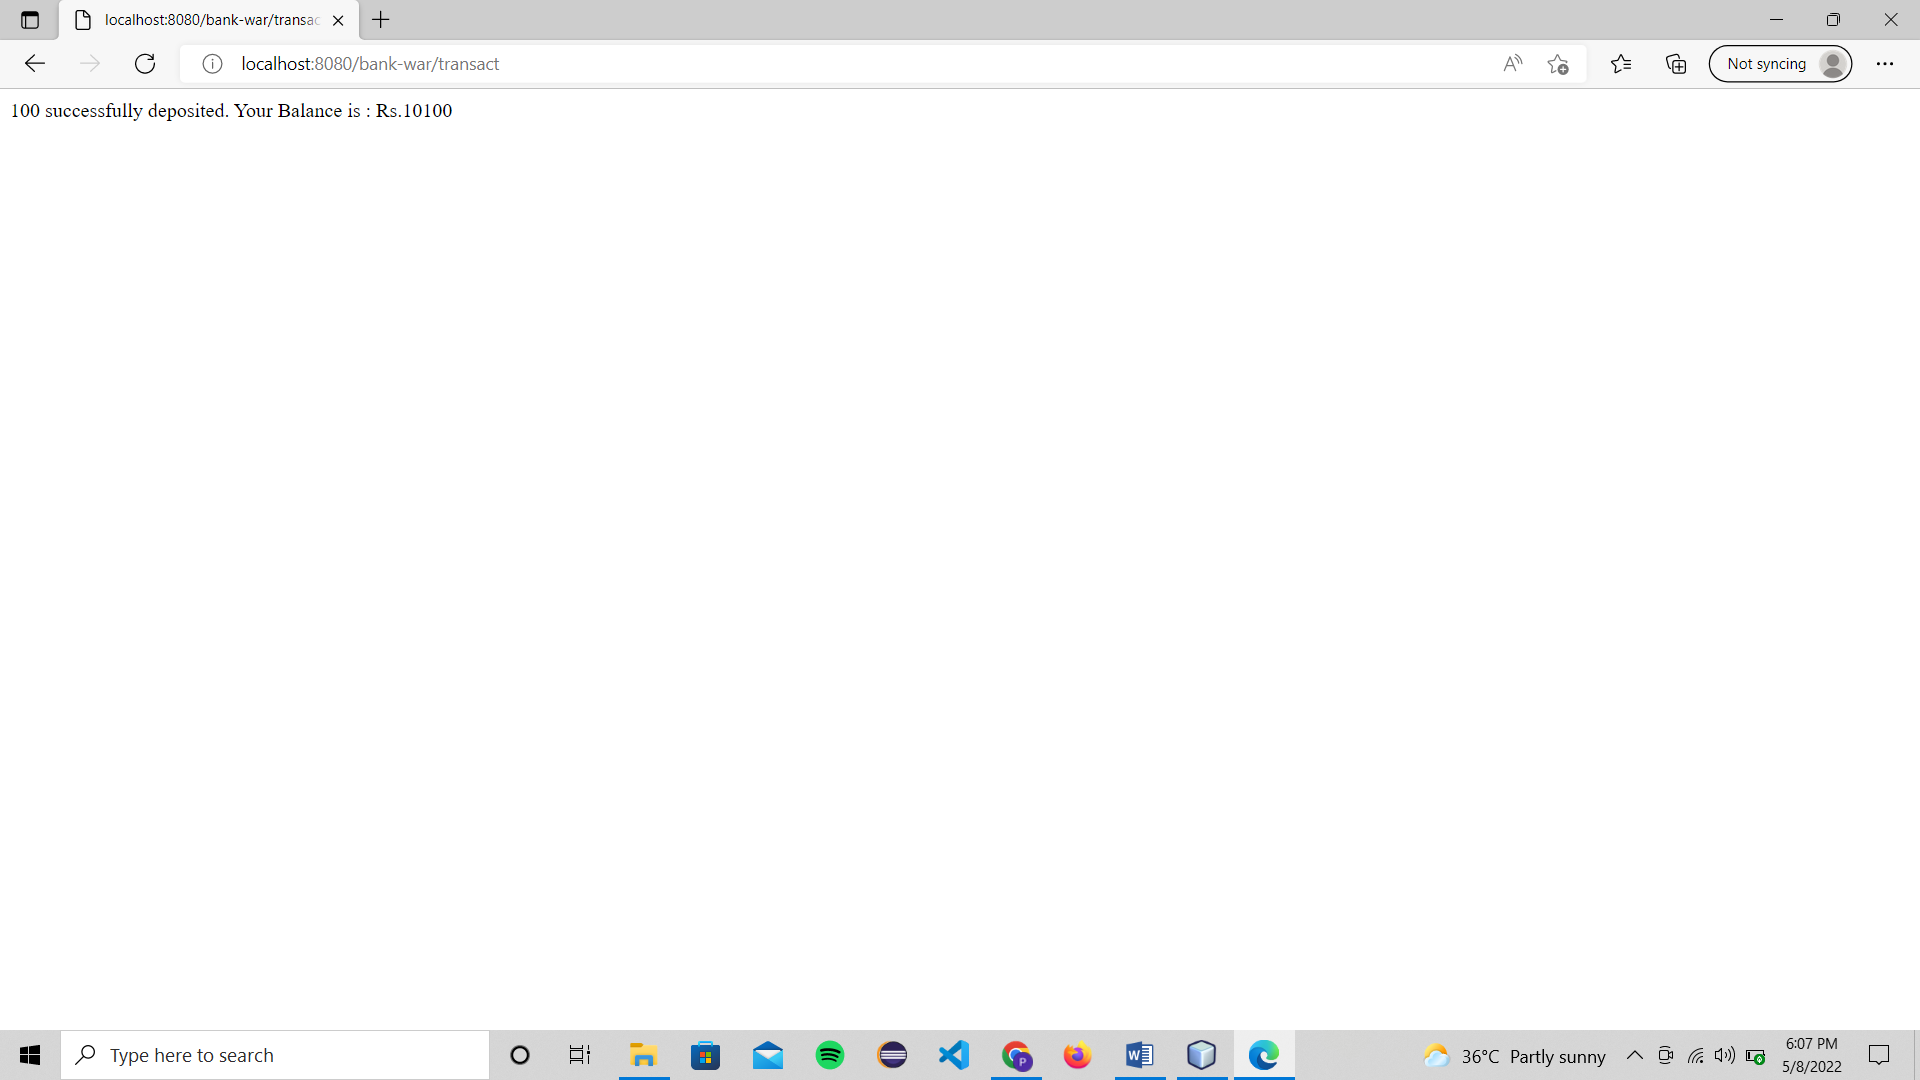 localhost:8080/bank-war/transac
localhost:8080/bank-war/transact
Not syncing
100 successfully deposited. Your Balance is : Rs.10100
Type here to search
P
W
36°C Partly sunny
6:07 PM
5/8/2022